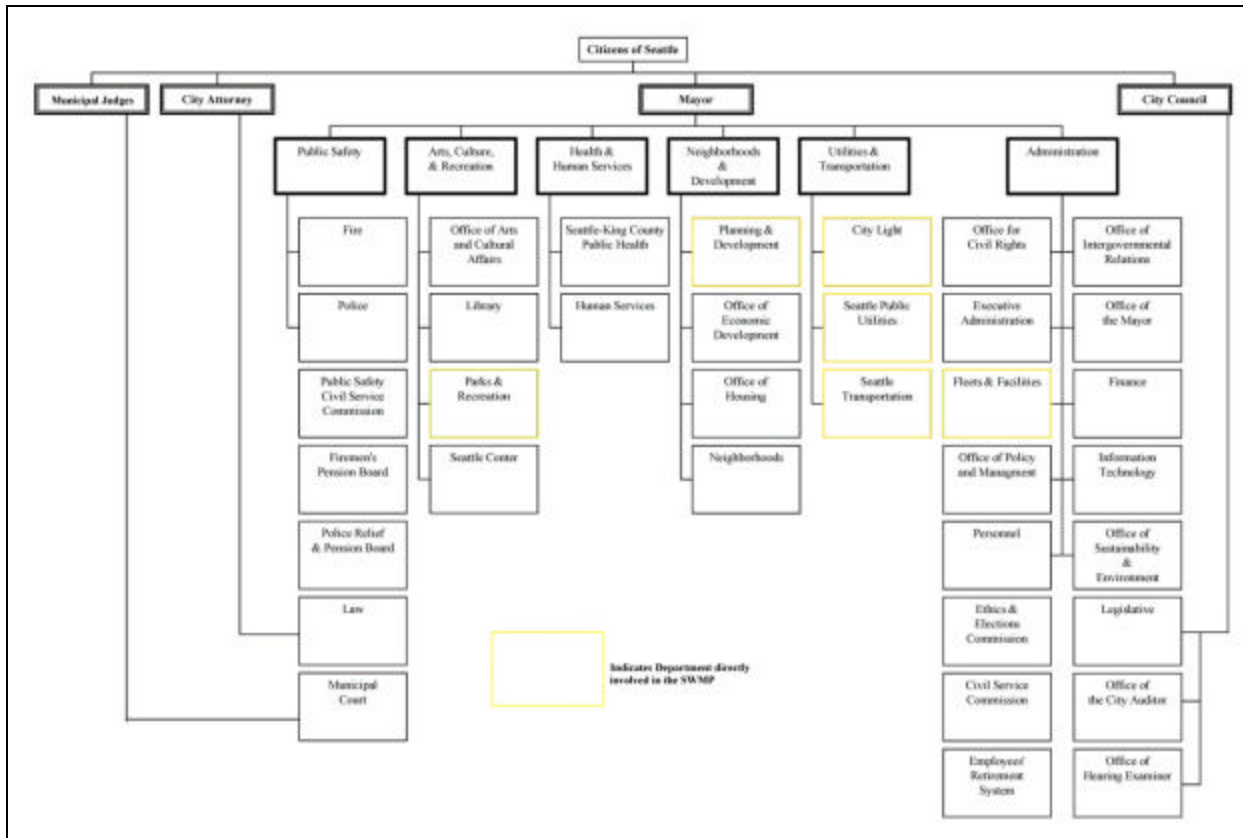 Citizens of Seattle
Municipal Judges
City Attorney
Mayor
City Council
Public Safety
Arts, Culture,
& Recreation
Health &
Human Services
Neighborhoods
&
Development
Utilities &
Transportation
Administration
Fire
Office of Arts
and Cultural
Affairs
Seattle-King County
Public Health
Planning &
Development
City Light
Office for
Civil Rights
Office of
Intergovernmental
Relations
Police
Library
Human Services
Office of
Economic
Development
Seattle Public
Utilities
Executive
Administration
Office of
the Mayor
Public Safety
Civil Service
Commission
Parks &
Recreation
Office of
Housing
Seattle
Transportation
Fleets & Facilities
Finance
Firemen's
Pension Board
Seattle Center
Neighborhoods
Office of Policy
and Managment
Information
Technology
Police Relief
& Pension Board
Personnel
Office of
Sustainability
&
Environment
Law
Ethics &
Elections
Commission
Legislative
Indicates Department directly
involved in the SWMP
Municipal
Court
Civil Service
Commission
Office of
the City Auditor
Employees'
Retirement
System
Office of
Hearing Examiner